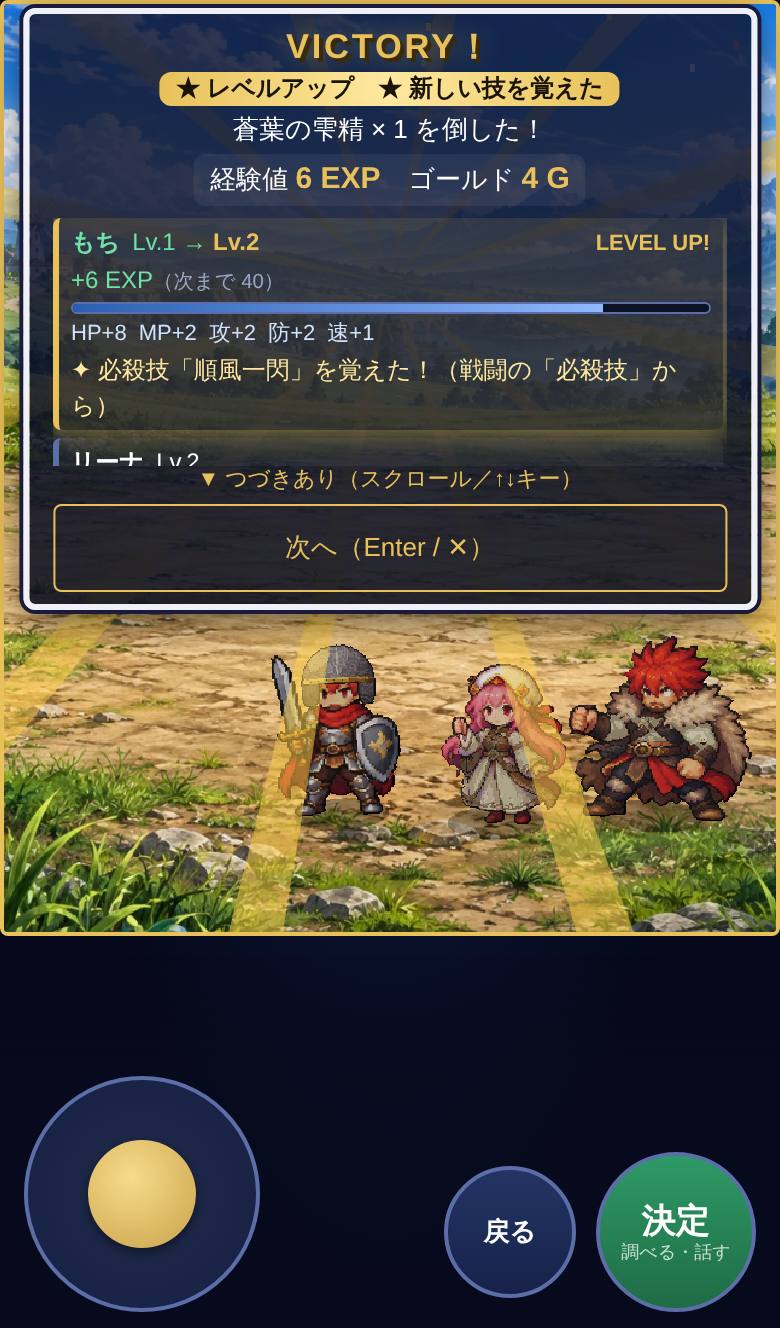 VICTORY！
★ レベルアップ　★ 新しい技を覚えた
蒼葉の雫精 × 1 を倒した！
経験値 6 EXP　ゴールド 4 G
もち Lv.1 → Lv.2 LEVEL UP!
+6 EXP（次まで 40）
HP+8 MP+2 攻+2 防+2 速+1
✦ 必殺技「順風一閃」を覚えた！（戦闘の「必殺技」か
ら）
リーナ Lv.2
▼ つづきあり（スクロール／↑↓キー）
次へ（Enter / ✕）
戻る
決定
調べる・話す